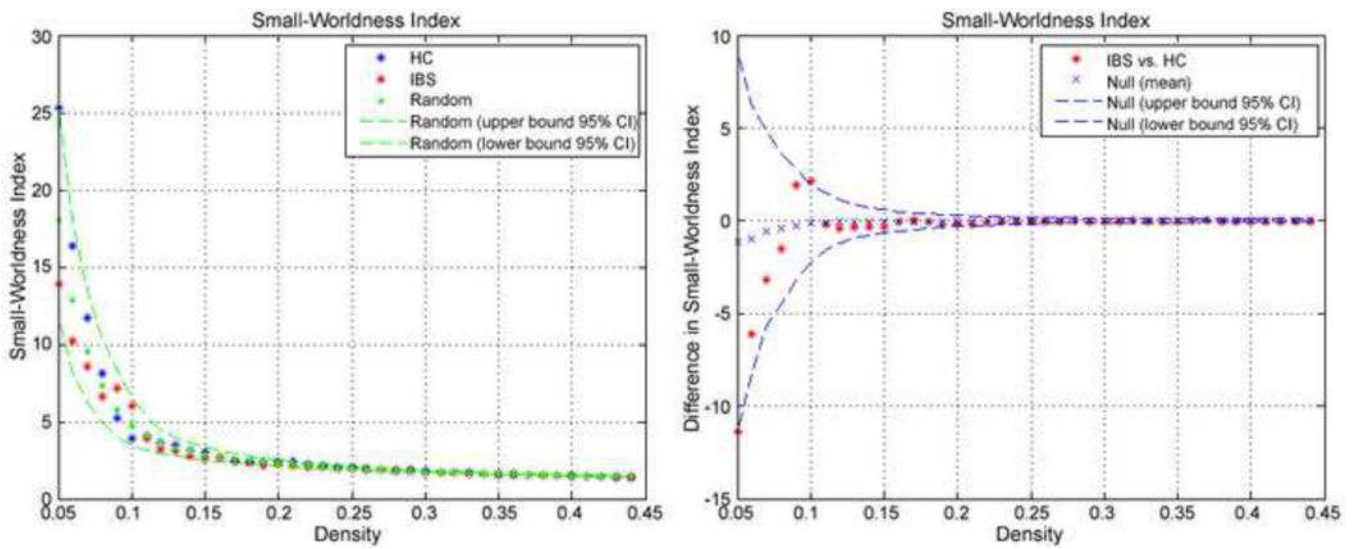 Small-Worldness Index
30
25
20
15
10
5
0
Small-Worldness Index
HC
IBS
Random
Random (upper bound 95% CI)
Random (lower bound 95% CI)
0.05 0.1 0.15 0.2 0.25 0.3 0.35 0.4 0.45
Density
Small-Worldness Index
10
5
0
-5
-10
-15
Difference in Small-Worldness Index
IBS vs. HC
Null (mean)
Null (upper bound 95% CI)
Null (lower bound 95% CI)
0.05 0.1 0.15 0.2 0.25 0.3 0.35 0.4 0.45
Density